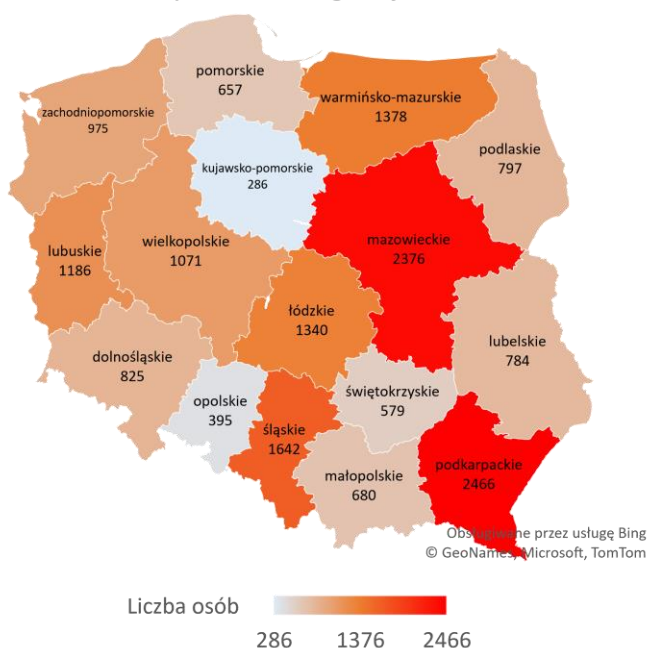 pomorskie
657
warmińsko-mazurskie
1378
zachodniopomorskie
975
podlaskie
797
kujawsko-pomorskie
286
wielkopolskie
1071
mazowieckie
2376
lubuskie
1186
łódzkie
1340
lubelskie
784
dolnośląskie
825
świętokrzyskie
579
opolskie
395
śląskie
1642
małopolskie
680
podkarpackie
2466
Obsługiwane przez usługę Bing
© GeoNames, Microsoft, TomTom
Liczba osób
286 1376 2466